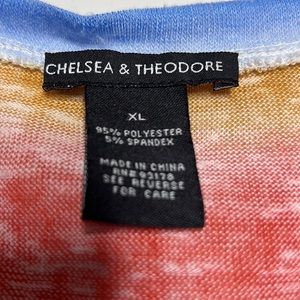 CHELSEA & THEODORE
XL
95% POLYESTER
5% SPANDEX
MADE IN CHINA
RN# 93178
SEE REVERSE
FOR CARE